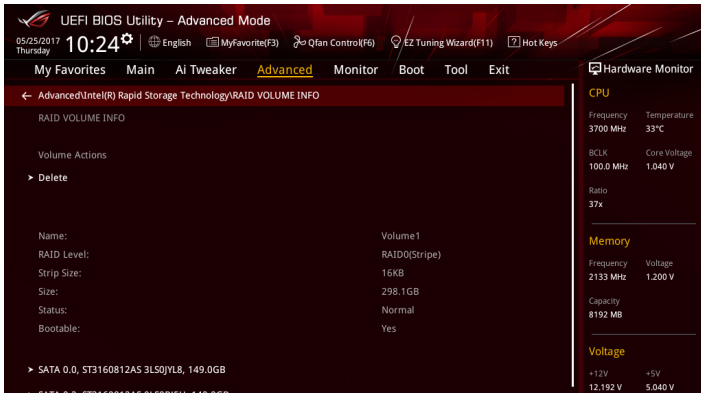 UEFI BIOS Utility – Advanced Mode
05/25/2017 Thursday 10:24 English MyFavorite(F3) Qfan Control(F6) EZ Tuning Wizard(F11) ? Hot Keys
My Favorites Main Ai Tweaker Advanced Monitor Boot Tool Exit
← Advanced\Intel(R) Rapid Storage Technology\RAID VOLUME INFO
RAID VOLUME INFO
Volume Actions
> Delete
Name: Volume1
RAID Level: RAID0(Stripe)
Strip Size: 16KB
Size: 298.1GB
Status: Normal
Bootable: Yes
> SATA 0.0, ST3160812AS 3LS0JYL8, 149.0GB
Hardware Monitor
CPU
Frequency Temperature
3700 MHz 33°C
BCLK Core Voltage
100.0 MHz 1.040 V
Ratio
37x
Memory
Frequency Voltage
2133 MHz 1.200 V
Capacity
8192 MB
Voltage
+12V +5V
12.192 V 5.040 V